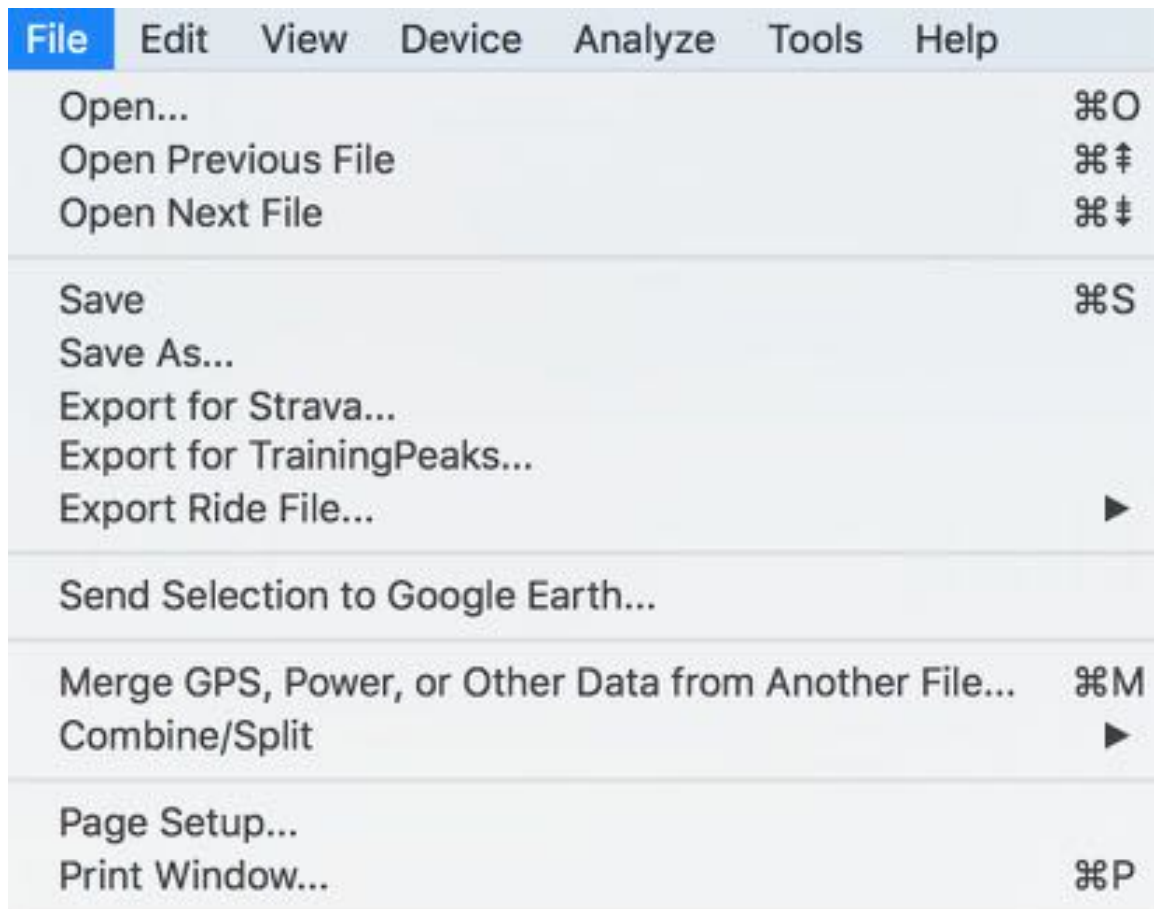 File Edit View Device Analyze Tools Help
Open... ⌘O
Open Previous File ⌘⇞
Open Next File ⌘⇟
Save ⌘S
Save As...
Export for Strava...
Export for TrainingPeaks...
Export Ride File... ▶
Send Selection to Google Earth...
Merge GPS, Power, or Other Data from Another File... ⌘M
Combine/Split ▶
Page Setup...
Print Window... ⌘P